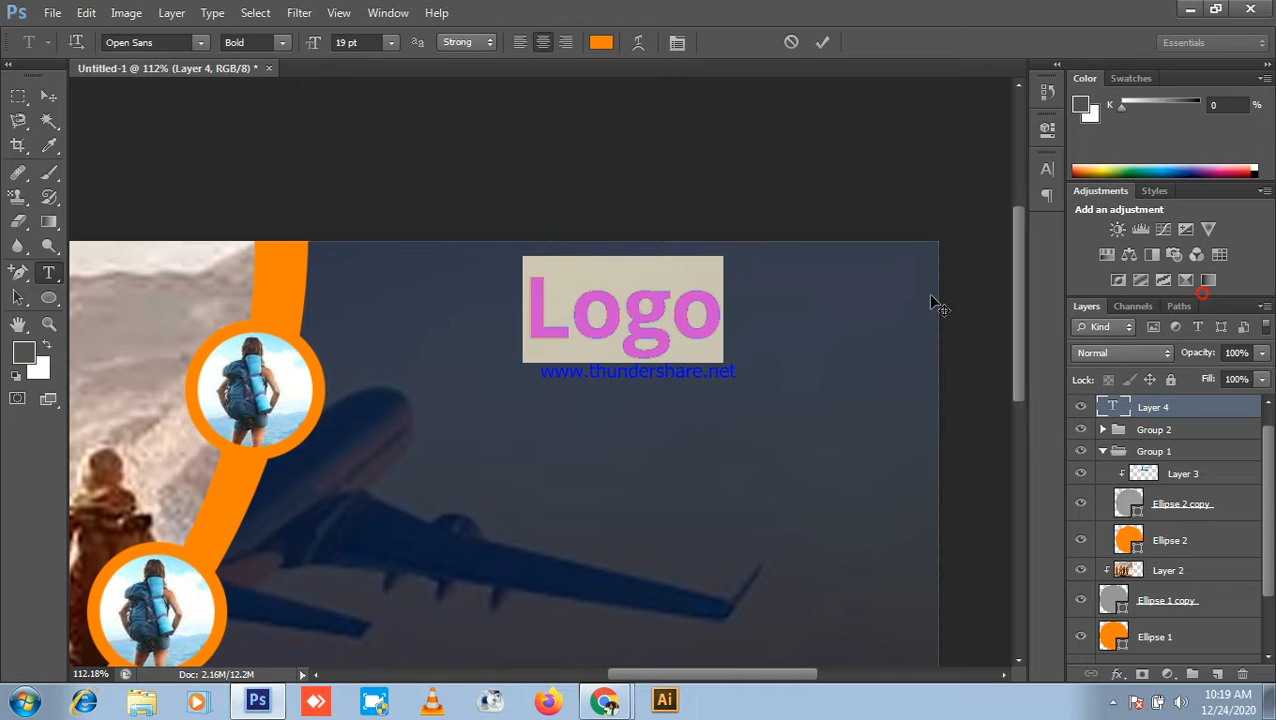 Ps File Edit Image Layer Type Select Filter View Window Help
T Open Sans Bold 19 pt aa Strong Essentials
Untitled-1 @ 112% (Layer 4, RGB/8) * ×
Color Swatches
K 0 %
Adjustments Styles
Add an adjustment
Logo
www.thundershare.net
Layers Channels Paths
Kind
Normal Opacity: 100%
Lock: Fill: 100%
T Layer 4
Group 2
Group 1
Layer 3
Ellipse 2 copy
Ellipse 2
Layer 2
Ellipse 1 copy
Ellipse 1
112.18% Doc: 2.16M/12.2M
Ps Ai 10:19 AM
12/24/2020